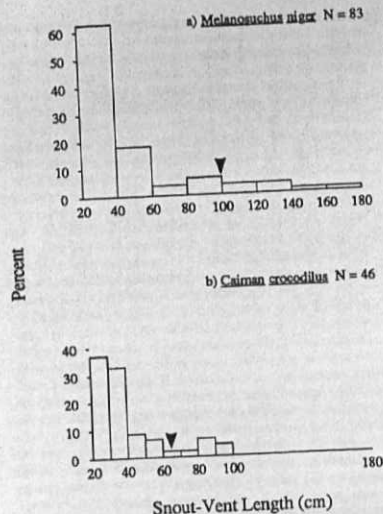 a) Melanosuchus niger N = 83
60
50
40
30
20
10
0
20 40 60 80 100 120 140 160 180
Percent
b) Caiman crocodilus N = 46
40
30
20
10
0
20 40 60 80 100 180
Snout-Vent Length (cm)